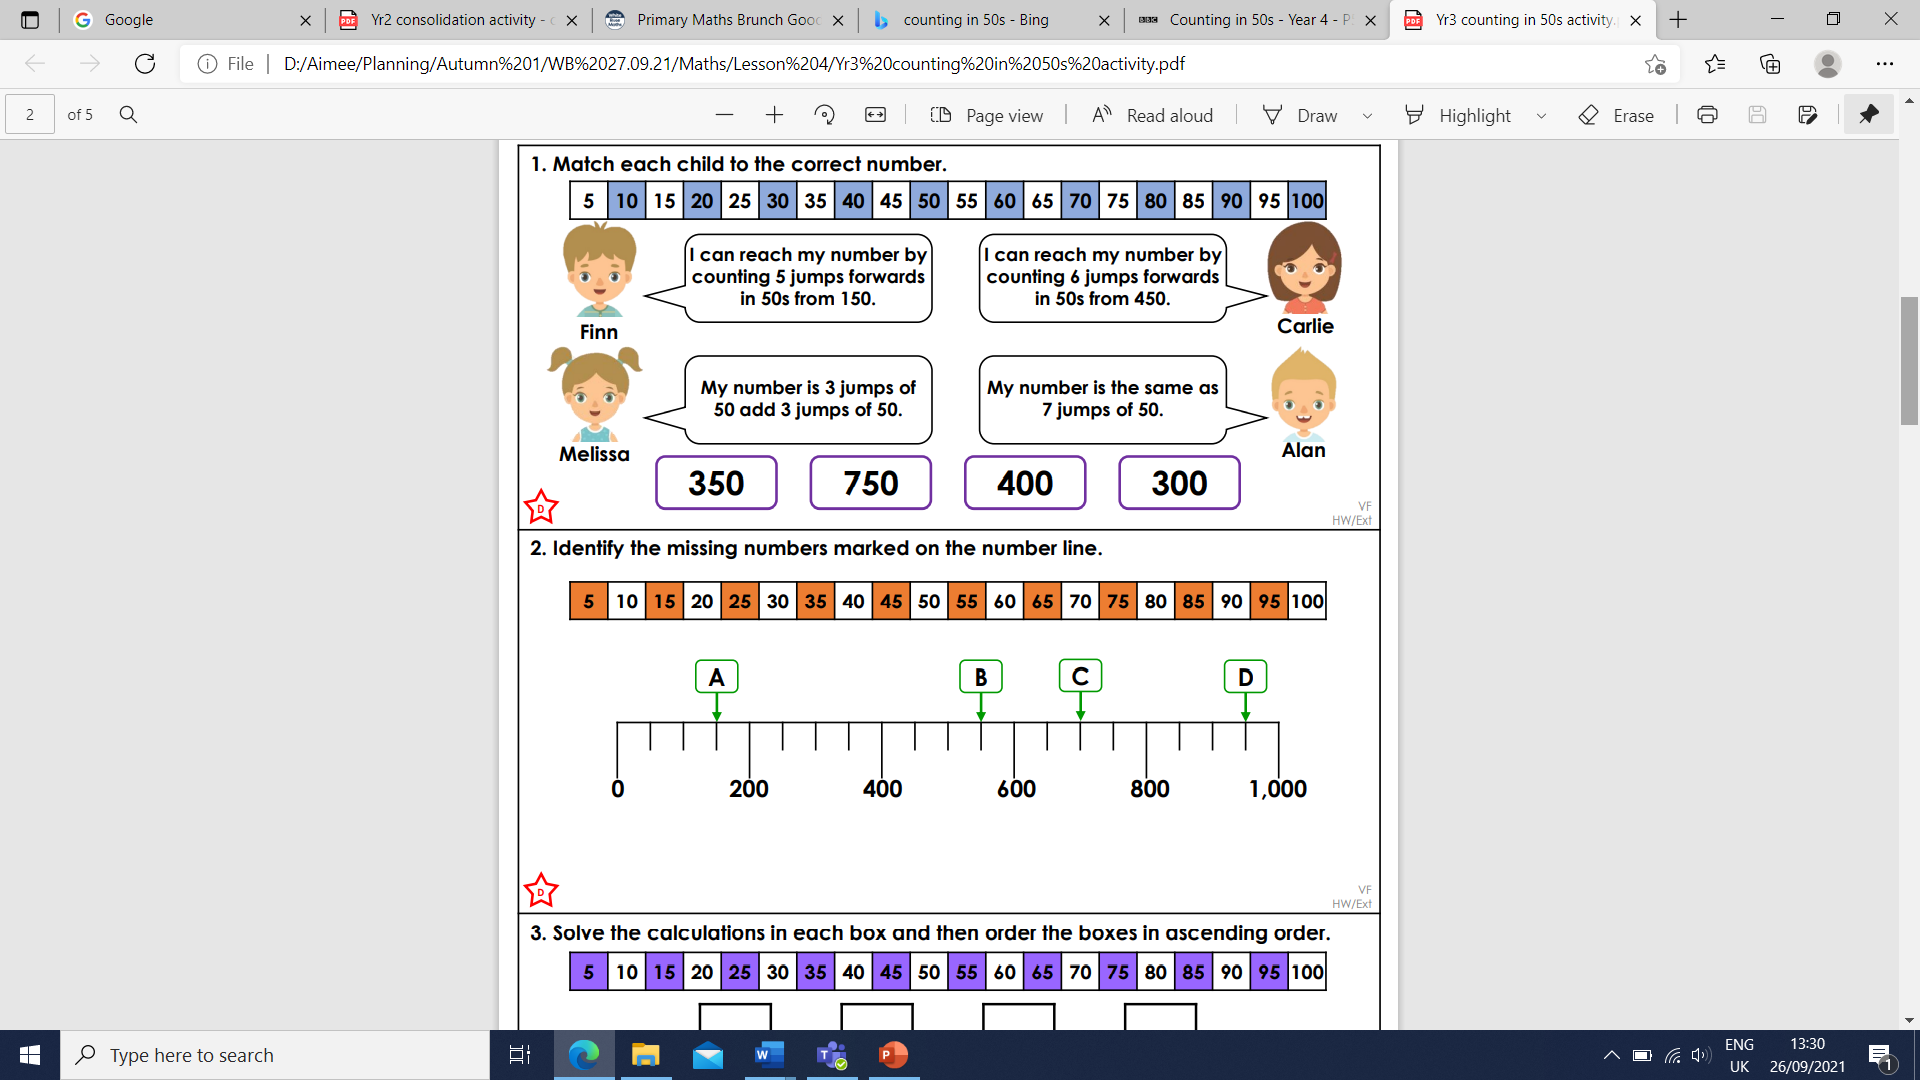 Google
Yr2 consolidation activity - c
Primary Maths Brunch Good
counting in 50s - Bing
BBC
Counting in 50s - Year 4 - P5
Yr3 counting in 50s activity.
File
D:/Aimee/Planning/Autumn%201/WB%2027.09.21/Maths/Lesson%204/Yr3%20counting%20in%2050s%20activity.pdf
2 of 5
Page view
Read aloud
Draw
Highlight
Erase
1. Match each child to the correct number.
5 10 15 20 25 30 35 40 45 50 55 60 65 70 75 80 85 90 95 100
I can reach my number by
counting 5 jumps forwards
in 50s from 150.
Finn
I can reach my number by
counting 6 jumps forwards
in 50s from 450.
Carlie
My number is 3 jumps of
50 add 3 jumps of 50.
Melissa
My number is the same as
7 jumps of 50.
Alan
350 750 400 300
D
VF
HW/Ext
2. Identify the missing numbers marked on the number line.
5 10 15 20 25 30 35 40 45 50 55 60 65 70 75 80 85 90 95 100
A B C D
0 200 400 600 800 1,000
D
VF
HW/Ext
3. Solve the calculations in each box and then order the boxes in ascending order.
5 10 15 20 25 30 35 40 45 50 55 60 65 70 75 80 85 90 95 100
Type here to search
ENG
UK
13:30
26/09/2021
1